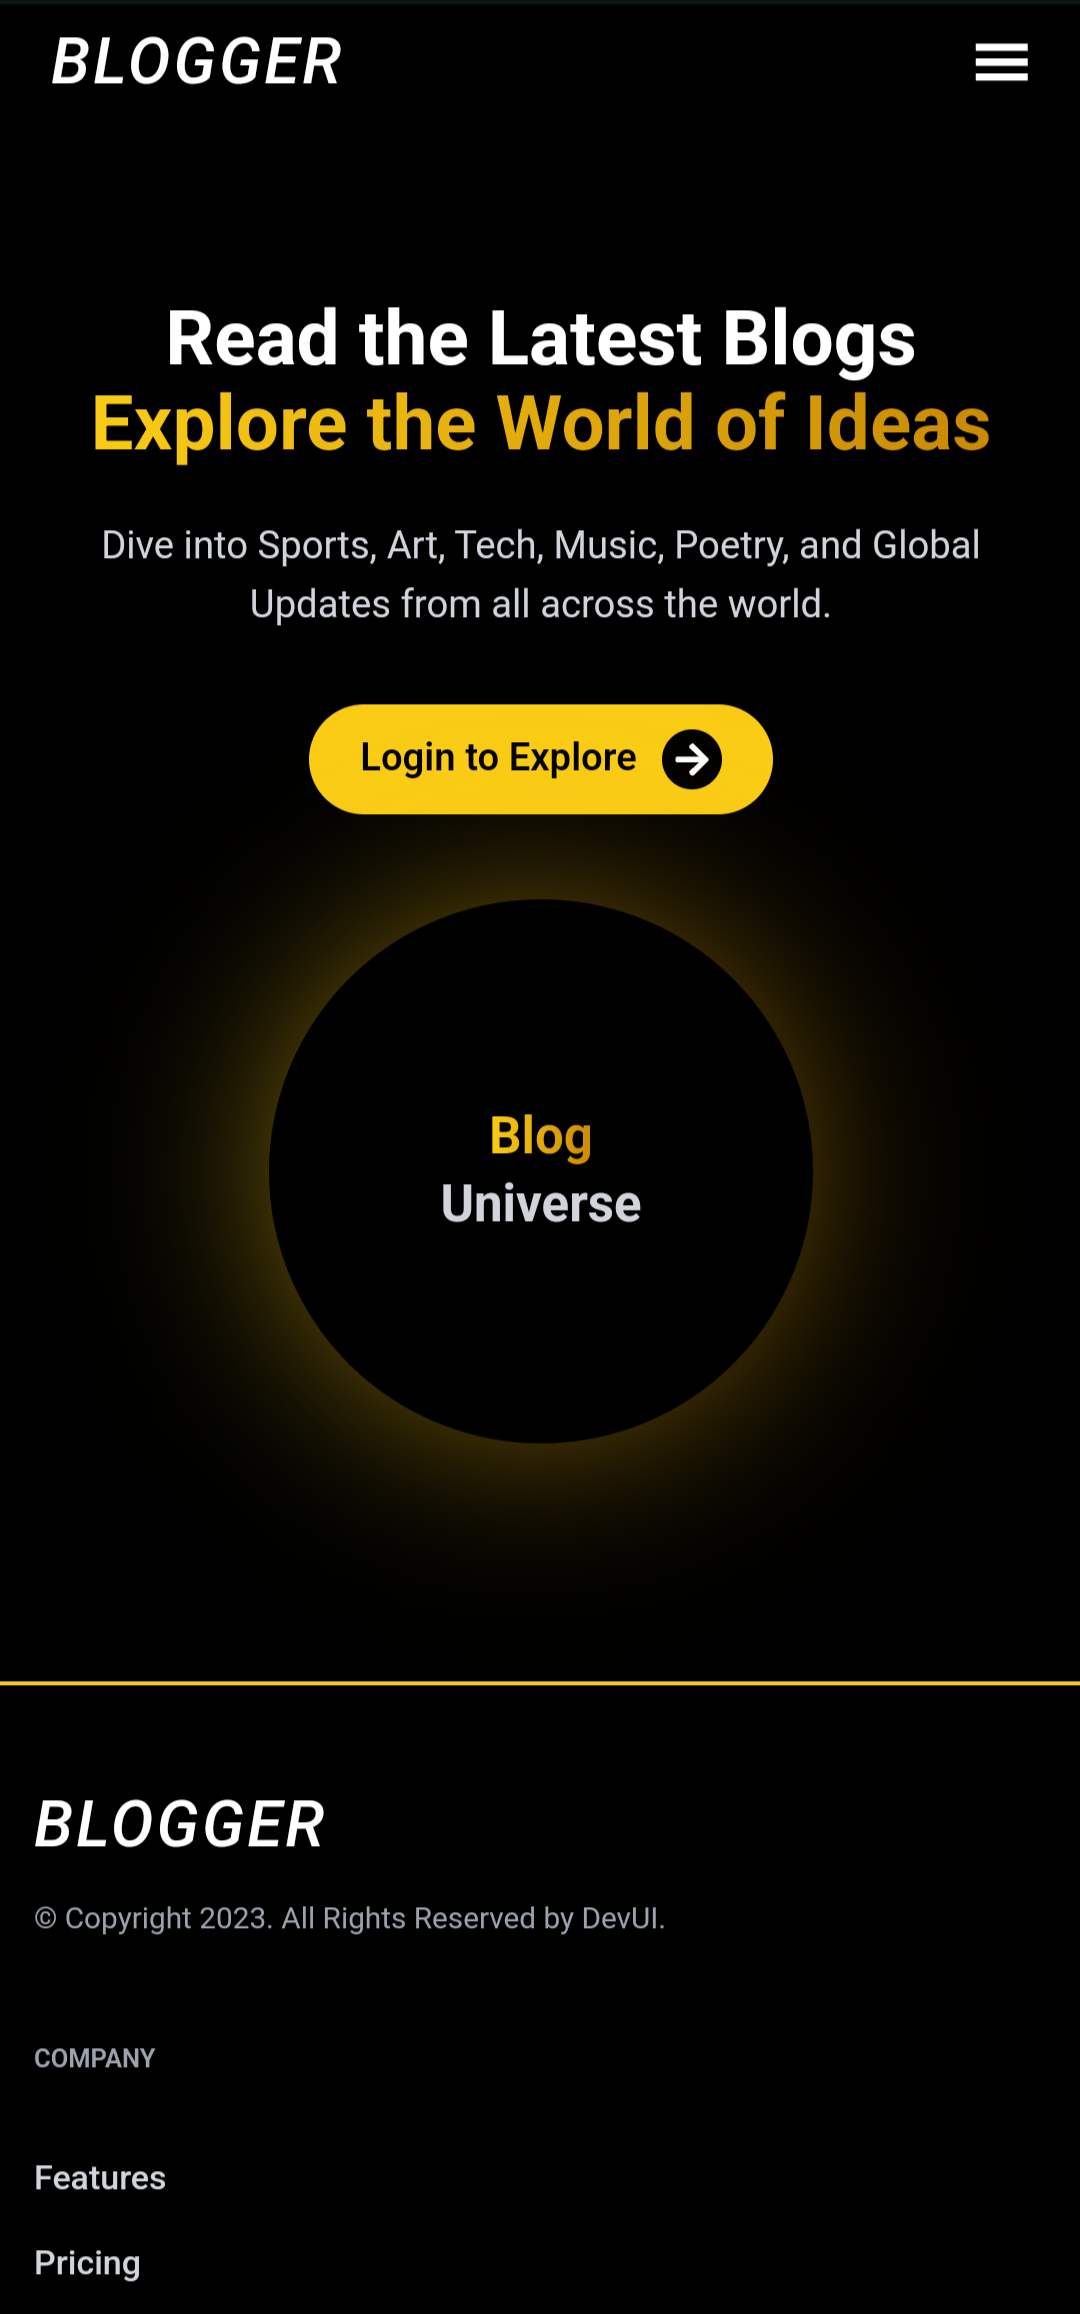 BLOGGER
Read the Latest Blogs
Explore the World of Ideas
Dive into Sports, Art, Tech, Music, Poetry, and Global
Updates from all across the world.
Login to Explore
Blog
Universe
BLOGGER
© Copyright 2023. All Rights Reserved by DevUI.
COMPANY
Features
Pricing